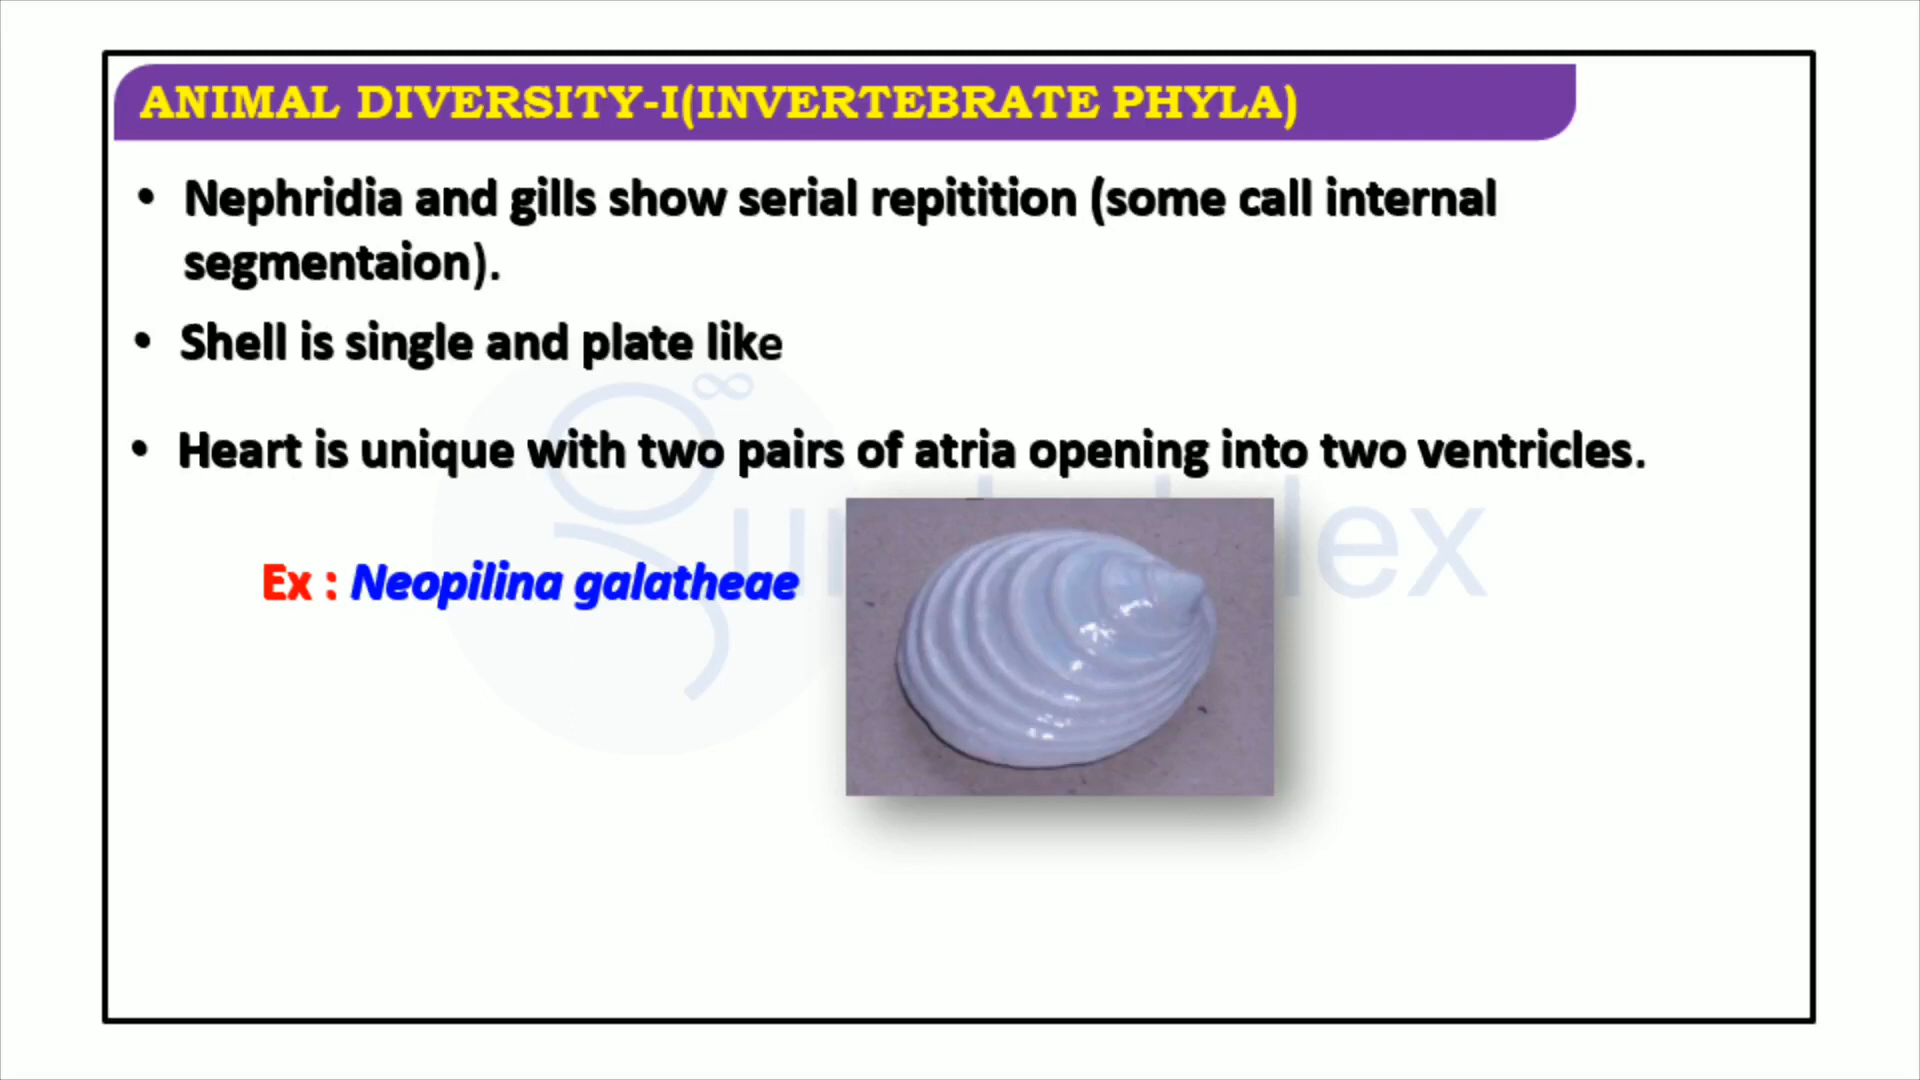 ANIMAL DIVERSITY-I(INVERTEBRATE PHYLA)
• Nephridia and gills show serial repitition (some call internal
segmentaion).
• Shell is single and plate like
• Heart is unique with two pairs of atria opening into two ventricles.
Ex : Neopilina galatheae